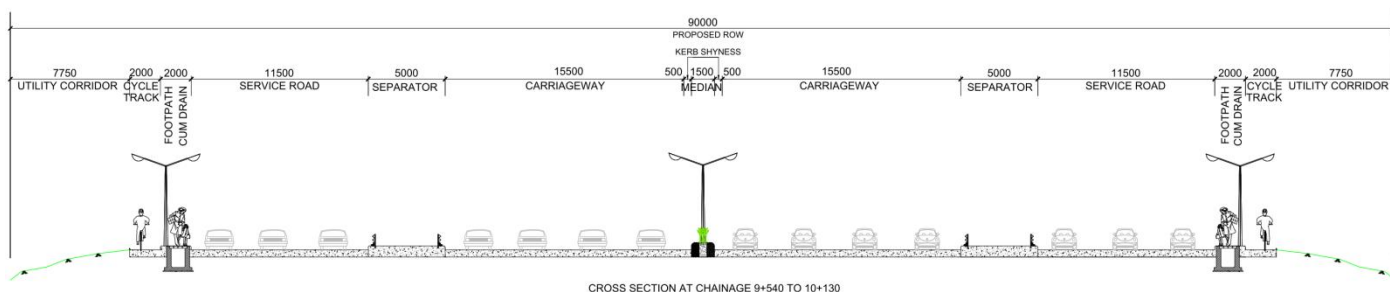 90000
PROPOSED ROW
KERB SHYNESS
7750 2000 2000 11500 5000 15500 500 1500 500 15500 5000 11500 2000 2000 7750
UTILITY CORRIDOR CYCLE TRACK FOOTPATH CUM DRAIN SERVICE ROAD SEPARATOR CARRIAGEWAY MEDIAN CARRIAGEWAY SEPARATOR SERVICE ROAD FOOTPATH CUM DRAIN CYCLE TRACK UTILITY CORRIDOR
CROSS SECTION AT CHAINAGE 9+540 TO 10+130